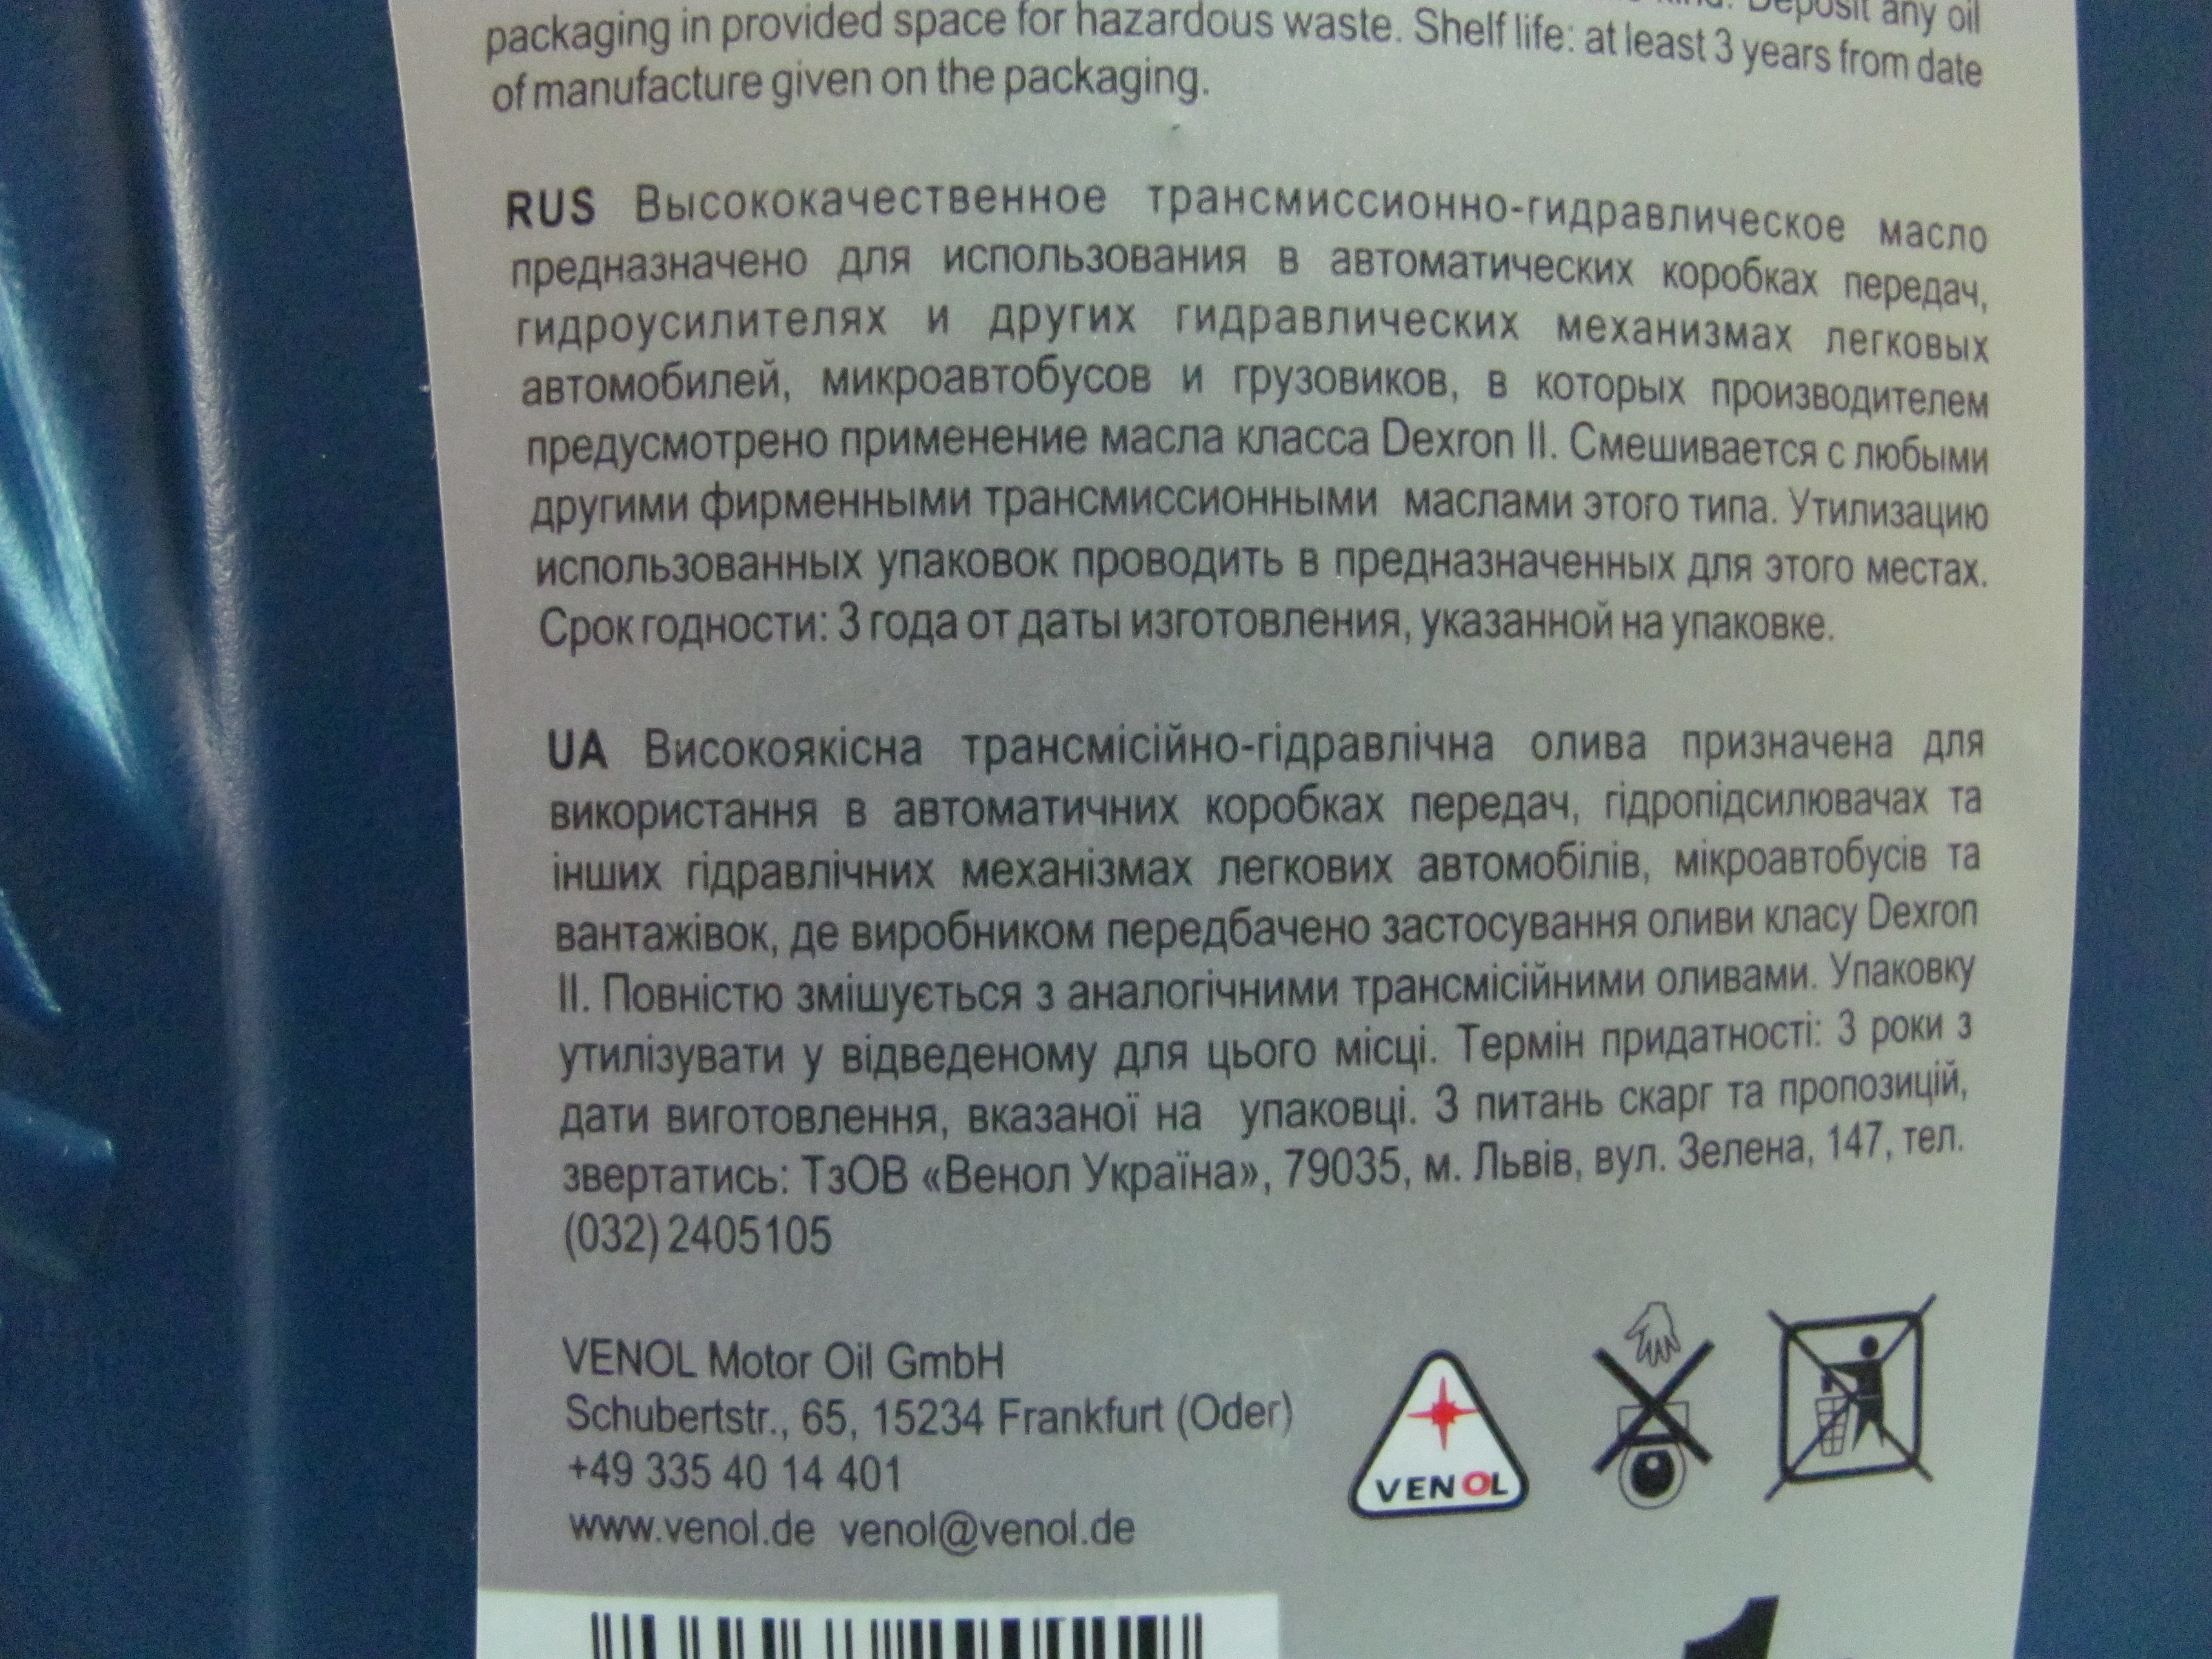 Deposit any oil
packaging in provided space for hazardous waste. Shelf life: at least 3 years from date
of manufacture given on the packaging.
RUS Высококачественное трансмиссионно-гидравлическое масло
предназначено для использования в автоматических коробках передач,
гидроусилителях и других гидравлических механизмах легковых
автомобилей, микроавтобусов и грузовиков, в которых производителем
предусмотрено применение масла класса Dexron II. Смешивается с любыми
другими фирменными трансмиссионными маслами этого типа. Утилизацию
использованных упаковок проводить в предназначенных для этого местах.
Срок годности: 3 года от даты изготовления, указанной на упаковке.
UA Високоякісна трансмісійно-гідравлічна олива призначена для
використання в автоматичних коробках передач, гідропідсилювачах та
інших гідравлічних механізмах легкових автомобілів, мікроавтобусів та
вантажівок, де виробником передбачено застосування оливи класу Dexron
II. Повністю змішується з аналогічними трансмісійними оливами. Упаковку
утилізувати у відведеному для цього місці. Термін придатності: 3 роки з
дати виготовлення, вказаної на упаковці. З питань скарг та пропозицій,
звертатись: ТзОВ «Венол Україна», 79035, м. Львів, вул. Зелена, 147, тел.
(032) 2405105
VENOL Motor Oil GmbH
Schubertstr., 65, 15234 Frankfurt (Oder)
+49 335 40 14 401
www.venol.de venol@venol.de
VENOL
1